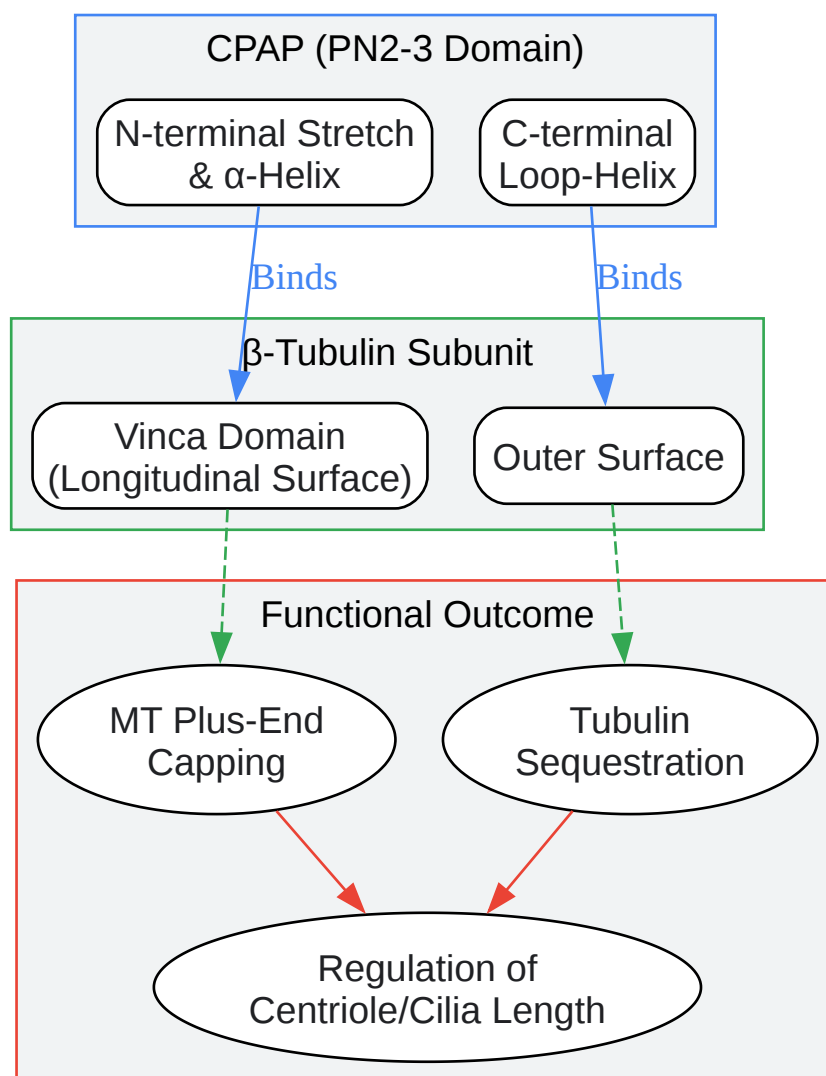 CPAP (PN2-3 Domain)
N-terminal Stretch
& α-Helix
C-terminal
Loop-Helix
Binds
Binds
β-Tubulin Subunit
Vinca Domain
(Longitudinal Surface)
Outer Surface
Functional Outcome
MT Plus-End
Capping
Tubulin
Sequestration
Regulation of
Centriole/Cilia Length